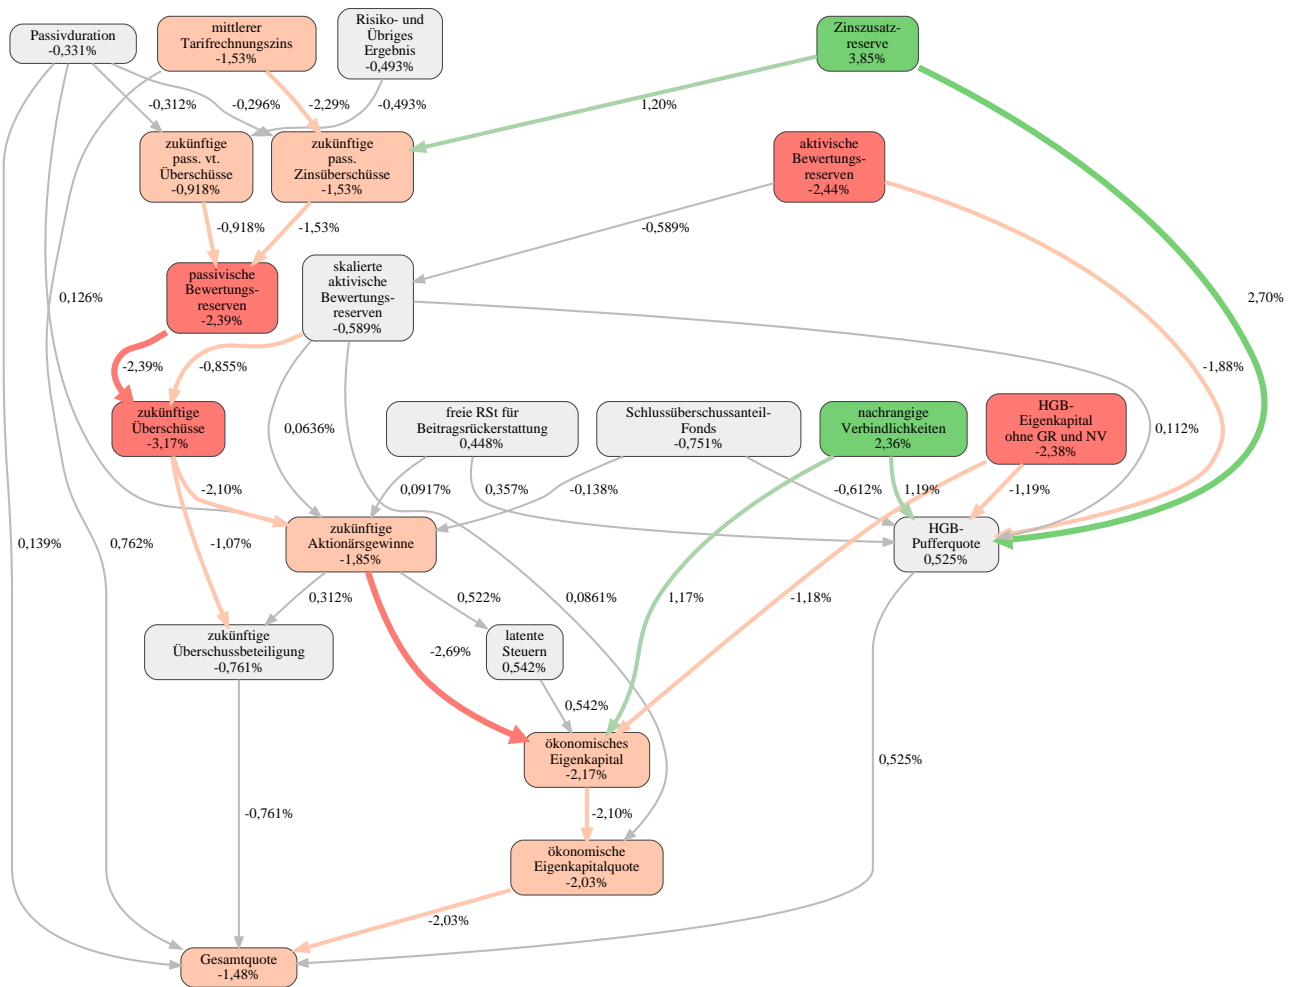 Passivduration
-0,331%
mittlerer
Tarifrechnungszins
-1,53%
Risiko- und
Übriges
Ergebnis
-0,493%
Zinszusatz-
reserve
3,85%
-0,312%
-0,296%
-2,29%
-0,493%
1,20%
zukünftige
pass. vt.
Überschüsse
-0,918%
zukünftige
pass.
Zinsüberschüsse
-1,53%
aktivische
Bewertungs-
reserven
-2,44%
-0,918%
-1,53%
-0,589%
passivische
Bewertungs-
reserven
-2,39%
skalierte
aktivische
Bewertungs-
reserven
-0,589%
0,126%
2,70%
-2,39%
-0,855%
-1,88%
zukünftige
Überschüsse
-3,17%
0,0636%
freie RSt für
Beitragsrückerstattung
0,448%
Schlussüberschussanteil-
Fonds
-0,751%
nachrangige
Verbindlichkeiten
2,36%
HGB-
Eigenkapital
ohne GR und NV
-2,38%
0,112%
-2,10%
0,0917%
0,357%
-0,138%
-0,612%
1,19%
-1,19%
0,139%
0,762%
-1,07%
zukünftige
Aktionärsgewinne
-1,85%
HGB-
Pufferquote
0,525%
0,312%
0,522%
0,0861%
1,17%
-1,18%
zukünftige
Überschussbeteiligung
-0,761%
-2,69%
latente
Steuern
0,542%
0,542%
ökonomisches
Eigenkapital
-2,17%
0,525%
-0,761%
-2,10%
ökonomische
Eigenkapitalquote
-2,03%
-2,03%
Gesamtquote
-1,48%